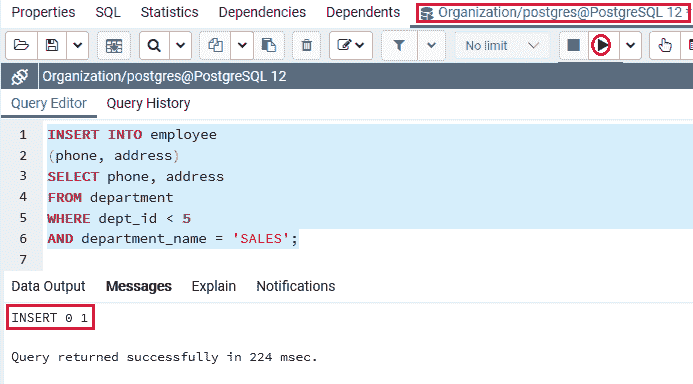 Properties SQL Statistics Dependencies Dependents Organization/postgres@PostgreSQL 12
No limit
Organization/postgres@PostgreSQL 12
Query Editor Query History
1 INSERT INTO employee
2 (phone, address)
3 SELECT phone, address
4 FROM department
5 WHERE dept_id < 5
6 AND department_name = 'SALES';
7
Data Output Messages Explain Notifications
INSERT 0 1
Query returned successfully in 224 msec.